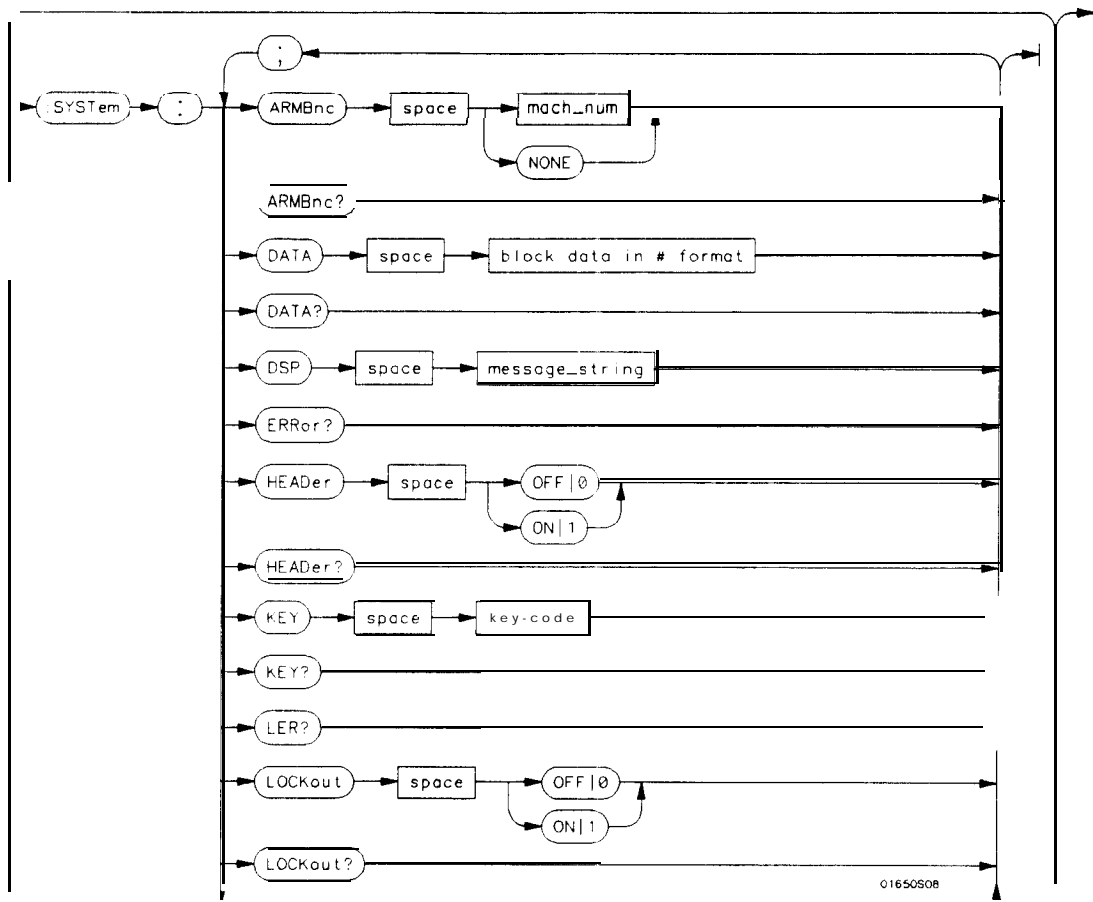 ;
:SYSTem : ARMBnc space mach_num
NONE
ARMBnc?
DATA space block data in # format
DATA?
DSP space message_string
ERRor?
HEADer space OFF|0
ON|1
HEADer?
KEY space key-code
KEY?
LER?
LOCKout space OFF|0
ON|1
LOCKout?
01650S08